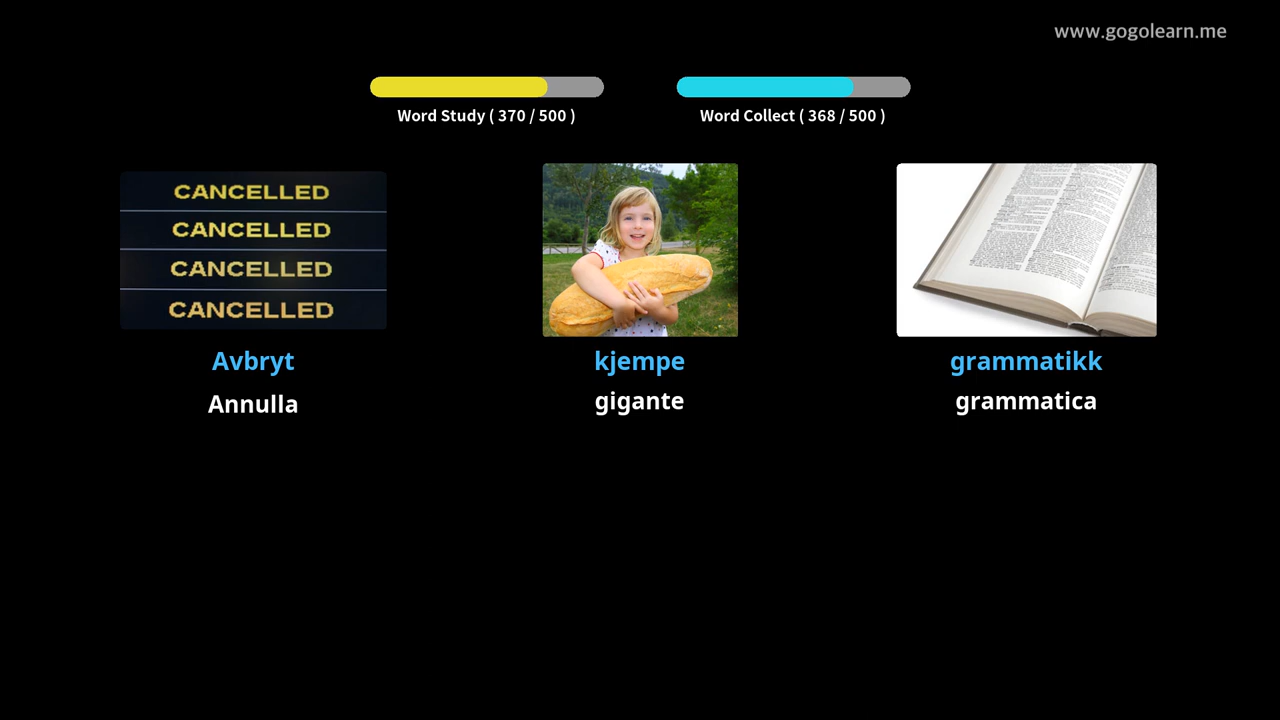 www.gogolearn.me
Word Study ( 370 / 500 )
Word Collect ( 368 / 500 )
CANCELLED
CANCELLED
CANCELLED
CANCELLED
Avbryt
Annulla
kjempe
gigante
grammatikk
grammatica